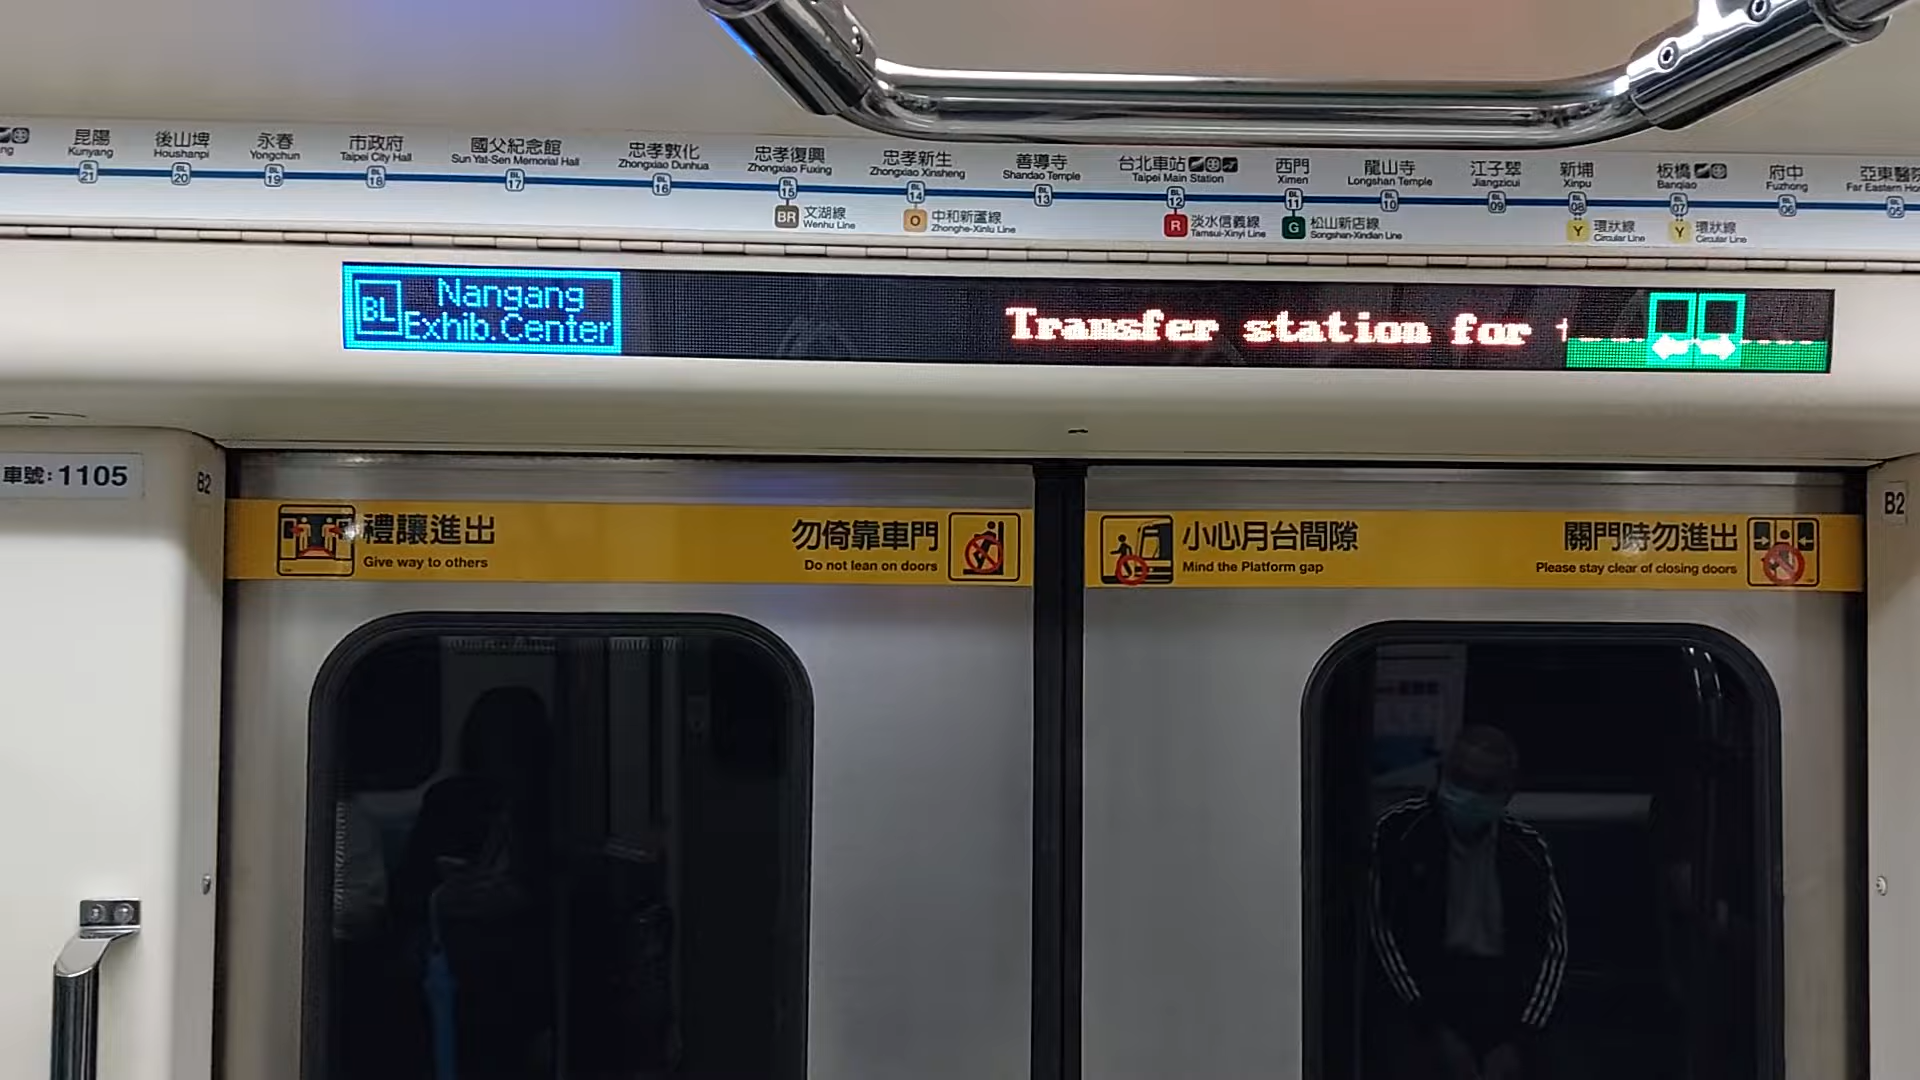 ng
昆陽
Kunyang
BL 21
後山埤
Houshanpi
BL 20
永春
Yongchun
BL 19
市政府
Taipei City Hall
BL 18
國父紀念館
Sun Yat-Sen Memorial Hall
BL 17
忠孝敦化
Zhongxiao Dunhua
BL 16
忠孝復興
Zhongxiao Fuxing
BL 15
BR 文湖線
Wenhu Line
忠孝新生
Zhongxiao Xinsheng
BL 14
O 中和新蘆線
Zhonghe-Xinlu Line
善導寺
Shandao Temple
BL 13
台北車站
Taipei Main Station
BL 12
R 淡水信義線
Tamsui-Xinyi Line
西門
Ximen
BL 11
G 松山新店線
Songshan-Xindian Line
龍山寺
Longshan Temple
BL 10
江子翠
Jiangzicui
BL 09
新埔
Xinpu
BL 08
Y 環狀線
Circular Line
板橋
Banqiao
BL 07
Y 環狀線
Circular Line
府中
Fuzhong
BL 06
亞東醫院
Far Eastern Ho
BL 05
BL Nangang
Exhib.Center
Transfer station for t
車號:1105
B2
禮讓進出
Give way to others
勿倚靠車門
Do not lean on doors
小心月台間隙
Mind the Platform gap
關門時勿進出
Please stay clear of closing doors
B2